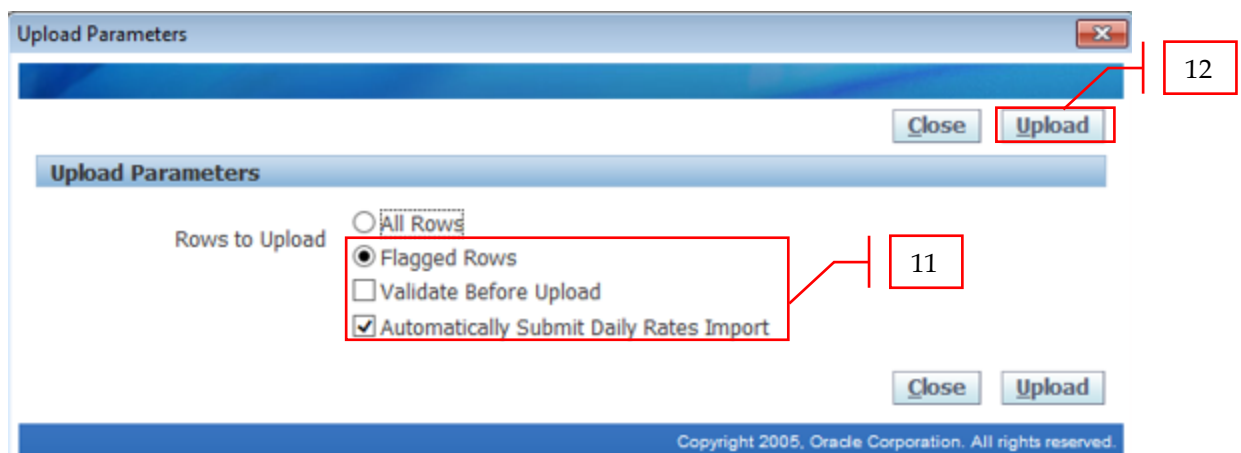 Upload Parameters
12
Close Upload
Upload Parameters
Rows to Upload
All Rows
Flagged Rows
11
Validate Before Upload
Automatically Submit Daily Rates Import
Close Upload
Copyright 2005, Oracle Corporation. All rights reserved.